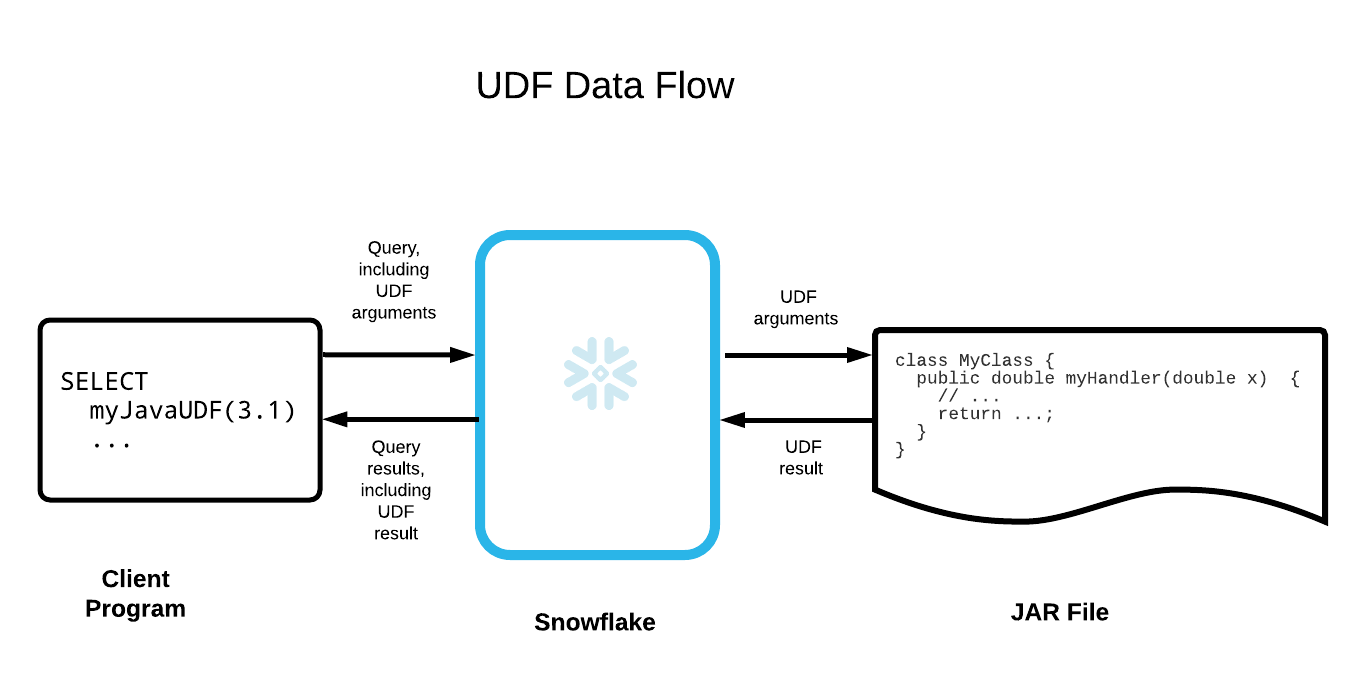 UDF Data Flow
Query,
including
UDF
arguments
UDF
arguments
SELECT
  myJavaUDF(3.1)
  ...
class MyClass {
  public double myHandler(double x)  {
    // ...
    return ...;
  }
}
Query
results,
including
UDF
result
UDF
result
Client
Program
Snowflake
JAR File